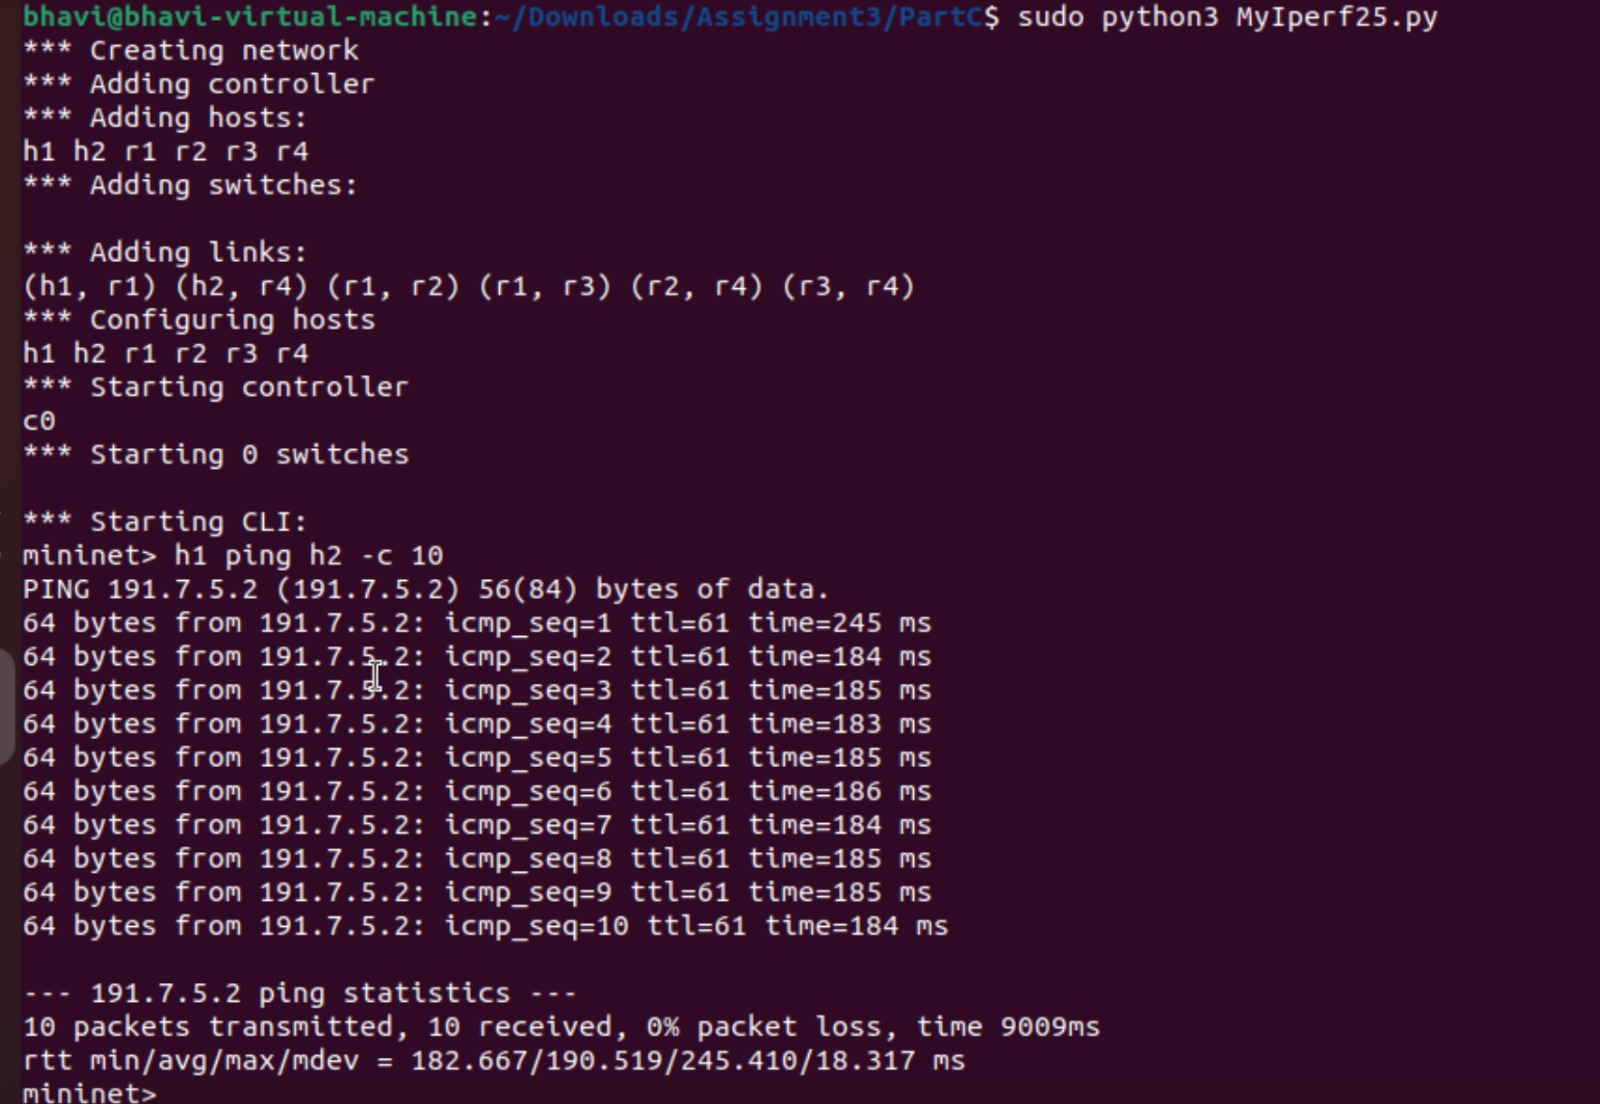 bhavi@bhavi-virtual-machine:~/Downloads/Assignment3/PartC$ sudo python3 MyIperf25.py
*** Creating network
*** Adding controller
*** Adding hosts:
h1 h2 r1 r2 r3 r4
*** Adding switches:
*** Adding links:
(h1, r1) (h2, r4) (r1, r2) (r1, r3) (r2, r4) (r3, r4)
*** Configuring hosts
h1 h2 r1 r2 r3 r4
*** Starting controller
c0
*** Starting 0 switches
*** Starting CLI:
mininet> h1 ping h2 -c 10
PING 191.7.5.2 (191.7.5.2) 56(84) bytes of data.
64 bytes from 191.7.5.2: icmp_seq=1 ttl=61 time=245 ms
64 bytes from 191.7.5.2: icmp_seq=2 ttl=61 time=184 ms
64 bytes from 191.7.5.2: icmp_seq=3 ttl=61 time=185 ms
64 bytes from 191.7.5.2: icmp_seq=4 ttl=61 time=183 ms
64 bytes from 191.7.5.2: icmp_seq=5 ttl=61 time=185 ms
64 bytes from 191.7.5.2: icmp_seq=6 ttl=61 time=186 ms
64 bytes from 191.7.5.2: icmp_seq=7 ttl=61 time=184 ms
64 bytes from 191.7.5.2: icmp_seq=8 ttl=61 time=185 ms
64 bytes from 191.7.5.2: icmp_seq=9 ttl=61 time=185 ms
64 bytes from 191.7.5.2: icmp_seq=10 ttl=61 time=184 ms
--- 191.7.5.2 ping statistics ---
10 packets transmitted, 10 received, 0% packet loss, time 9009ms
rtt min/avg/max/mdev = 182.667/190.519/245.410/18.317 ms
mininet>